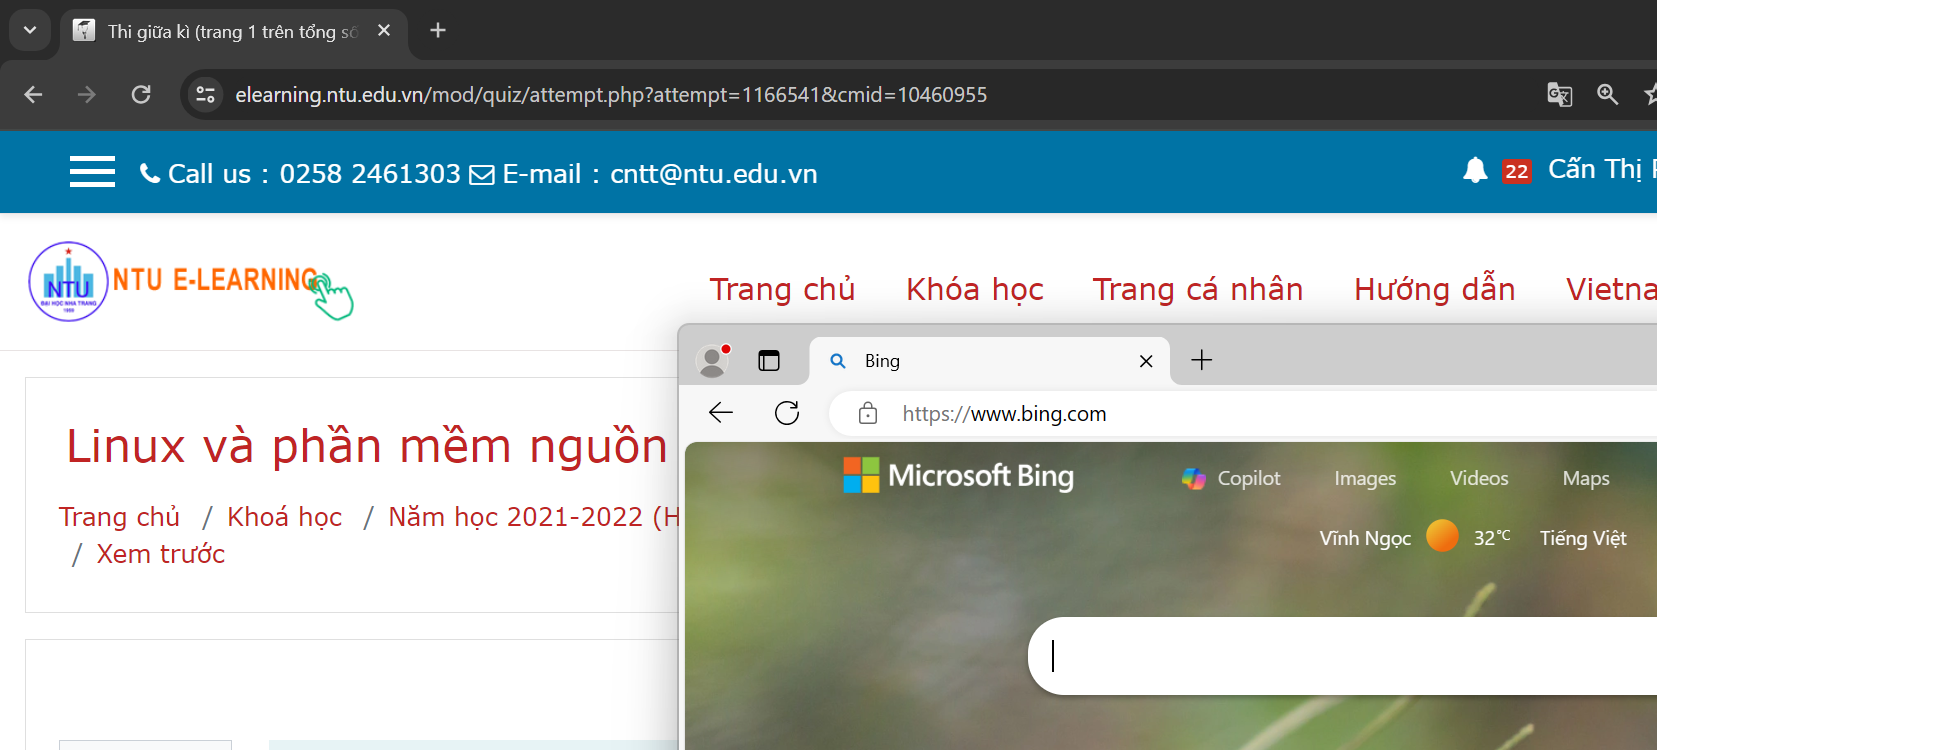 Thi giữa kì (trang 1 trên tổng số
elearning.ntu.edu.vn/mod/quiz/attempt.php?attempt=1166541&cmid=10460955
Call us : 0258 2461303 E-mail : cntt@ntu.edu.vn
22 Cấn Thị
NTU
ĐẠI HỌC NHA TRANG
1959
NTU E-LEARNING
Trang chủ Khóa học Trang cá nhân Hướng dẫn Vietna
Linux và phần mềm nguồn
Trang chủ / Khoá học / Năm học 2021-2022 (H
/ Xem trước
Bing
https://www.bing.com
Microsoft Bing Copilot Images Videos Maps
Vĩnh Ngọc 32°C Tiếng Việt